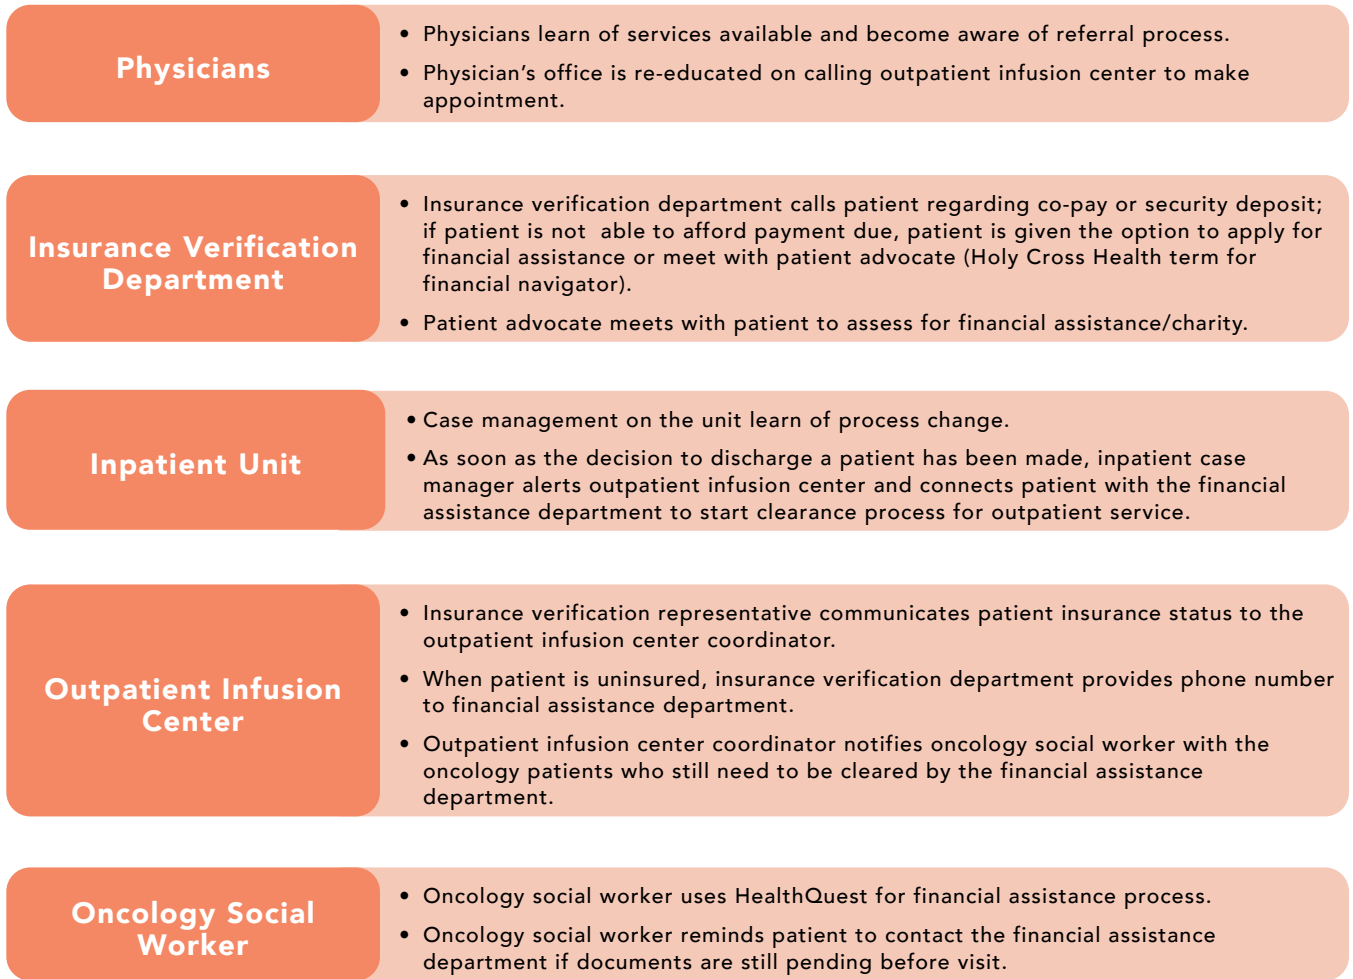 Physicians
• Physicians learn of services available and become aware of referral process.
• Physician’s office is re-educated on calling outpatient infusion center to make
appointment.
Insurance Verification
Department
• Insurance verification department calls patient regarding co-pay or security deposit;
if patient is not  able to afford payment due, patient is given the option to apply for
financial assistance or meet with patient advocate (Holy Cross Health term for
financial navigator).
• Patient advocate meets with patient to assess for financial assistance/charity.
Inpatient Unit
• Case management on the unit learn of process change.
• As soon as the decision to discharge a patient has been made, inpatient case
manager alerts outpatient infusion center and connects patient with the financial
assistance department to start clearance process for outpatient service.
Outpatient Infusion
Center
• Insurance verification representative communicates patient insurance status to the
outpatient infusion center coordinator.
• When patient is uninsured, insurance verification department provides phone number
to financial assistance department.
• Outpatient infusion center coordinator notifies oncology social worker with the
oncology patients who still need to be cleared by the financial assistance
department.
Oncology Social
Worker
• Oncology social worker uses HealthQuest for financial assistance process.
• Oncology social worker reminds patient to contact the financial assistance
department if documents are still pending before visit.